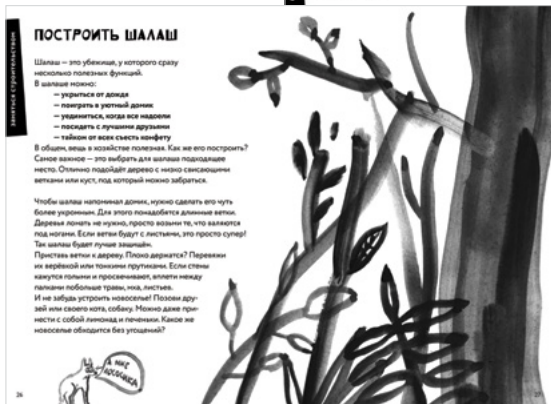 заняться строительством
ПОСТРОИТЬ ШАЛАШ
Шалаш – это убежище, у которого сразу
несколько полезных функций.
В шалаше можно:
– укрыться от дождя
– поиграть в уютный домик
– уединиться, когда все надоели
– посидеть с лучшими друзьями
– тайком от всех съесть конфету
В общем, вещь в хозяйстве полезная. Как же его построить?
Самое важное – это выбрать для шалаша подходящее
место. Отлично подойдёт дерево с низко свисающими
ветками или куст, под который можно забраться.
Чтобы шалаш напоминал домик, нужно сделать его чуть
более укромным. Для этого понадобятся длинные ветки.
Деревья ломать не нужно, просто возьми те, что валяются
под ногами. Если ветви будут с листьями, это просто супер!
Так шалаш будет лучше защищён.
Приставь ветки к дереву. Плохо держатся? Перевяжи
их верёвкой или тонкими прутиками. Если стены
кажутся голыми и просвечивают, вплети между
палками побольше травы, мха, листьев.
И не забудь устроить новоселье! Позови дру-
зей или своего кота, собаку. Можно даже при-
нести с собой лимонад и печеньки. Какое же
новоселье обходится без угощений?
А МНЕ
ЛОСОСИКА
26
27